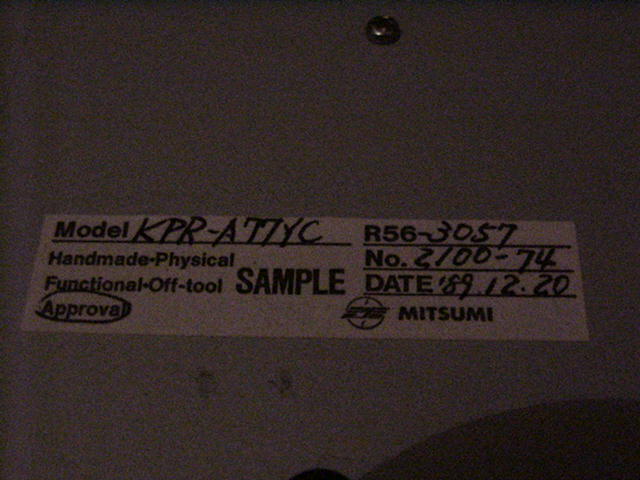 Model KPR-AT7YC R56-3057
Handmade·Physical No. 2100-74
Functional·Off-tool SAMPLE DATE '89.12.20
Approval MITSUMI